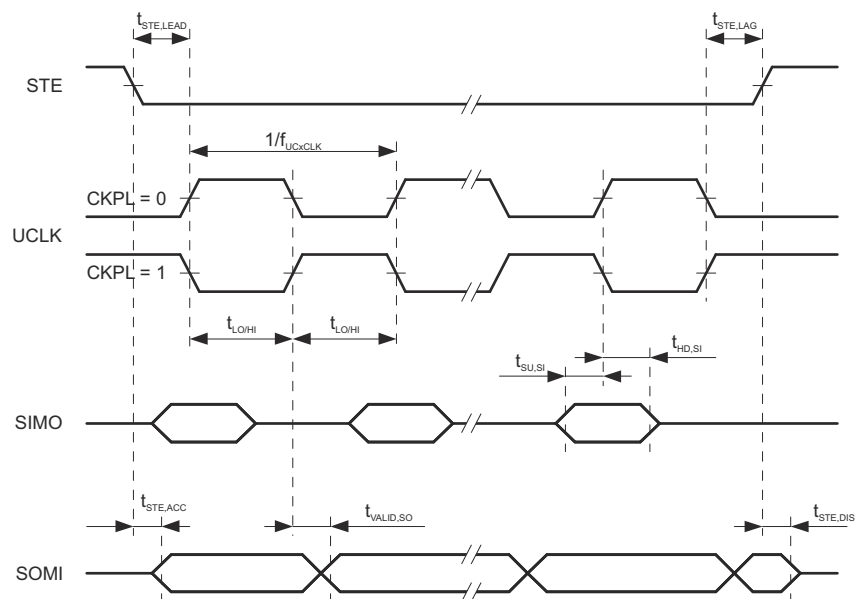 tSTE,LEAD
tSTE,LAG
STE
1/fUCxCLK
CKPL = 0
UCLK
CKPL = 1
tLO/HI
tLO/HI
tHD,SI
tSU,SI
SIMO
tSTE,ACC
tVALID,SO
tSTE,DIS
SOMI